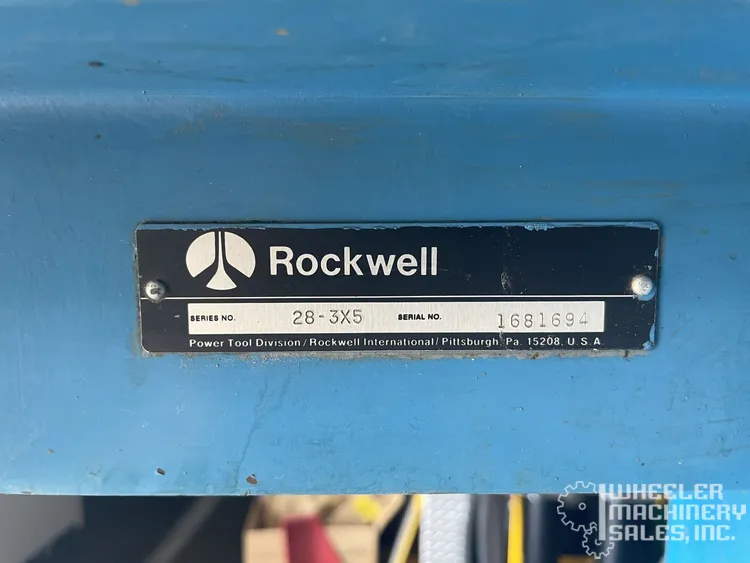 Rockwell
SERIES NO. 28-3X5 SERIAL NO. 1681694
Power Tool Division / Rockwell International / Pittsburgh, Pa. 15208, U.S.A.
WHEELER
MACHINERY
SALES, INC.